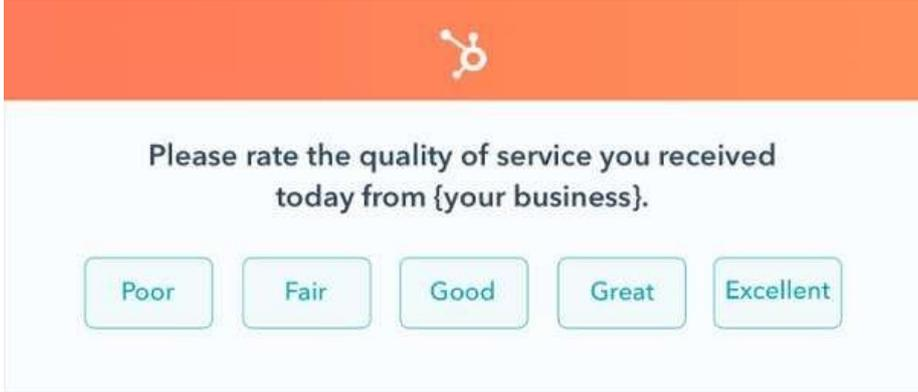 Please rate the quality of service you received
today from {your business}.
Poor Fair Good Great Excellent